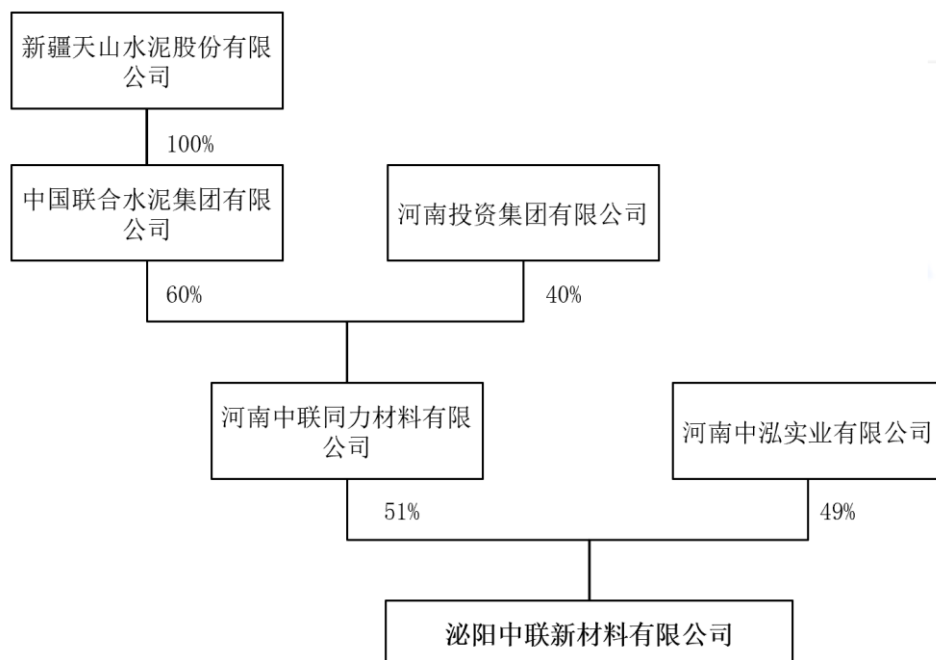 新疆天山水泥股份有限
公司
100%
中国联合水泥集团有限
公司
河南投资集团有限公司
60%
40%
河南中联同力材料有限
公司
河南中泓实业有限公司
51%
49%
泌阳中联新材料有限公司